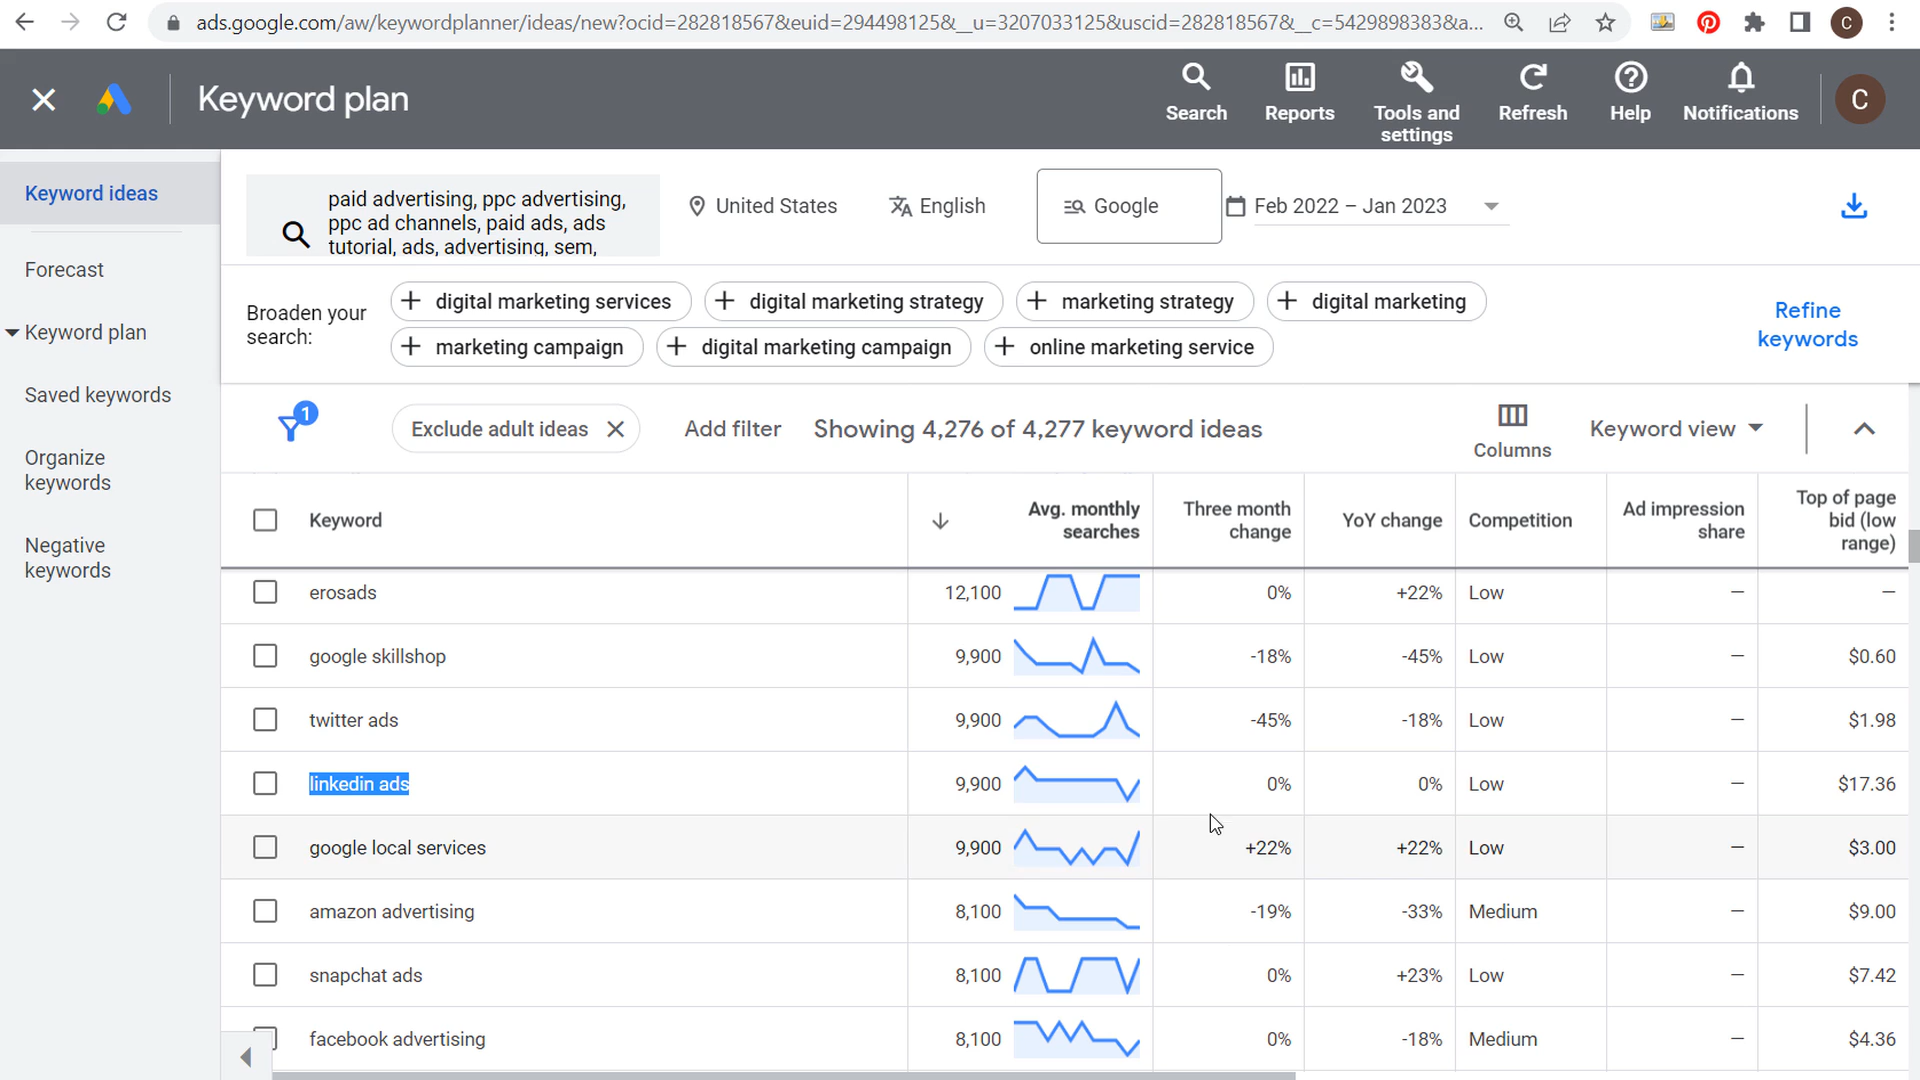 ads.google.com/aw/keywordplanner/ideas/new?ocid=282818567&euid=294498125&__u=3207033125&uscid=282818567&__c=5429898383&a...
C
Keyword plan
Search
Reports
Tools and
settings
Refresh
Help
Notifications
C
Keyword ideas
Forecast
Keyword plan
Saved keywords
Organize
keywords
Negative
keywords
paid advertising, ppc advertising,
ppc ad channels, paid ads, ads
tutorial, ads, advertising, sem,
United States
English
Google
Feb 2022 – Jan 2023
Broaden your
search:
digital marketing services
digital marketing strategy
marketing strategy
digital marketing
marketing campaign
digital marketing campaign
online marketing service
Refine
keywords
1
Exclude adult ideas
Add filter
Showing 4,276 of 4,277 keyword ideas
Columns
Keyword view
Keyword
Avg. monthly
searches
Three month
change
YoY change
Competition
Ad impression
share
Top of page
bid (low
range)
erosads 12,100 0% +22% Low – –
google skillshop 9,900 -18% -45% Low – $0.60
twitter ads 9,900 -45% -18% Low – $1.98
linkedin ads 9,900 0% 0% Low – $17.36
google local services 9,900 +22% +22% Low – $3.00
amazon advertising 8,100 -19% -33% Medium – $9.00
snapchat ads 8,100 0% +23% Low – $7.42
facebook advertising 8,100 0% -18% Medium – $4.36